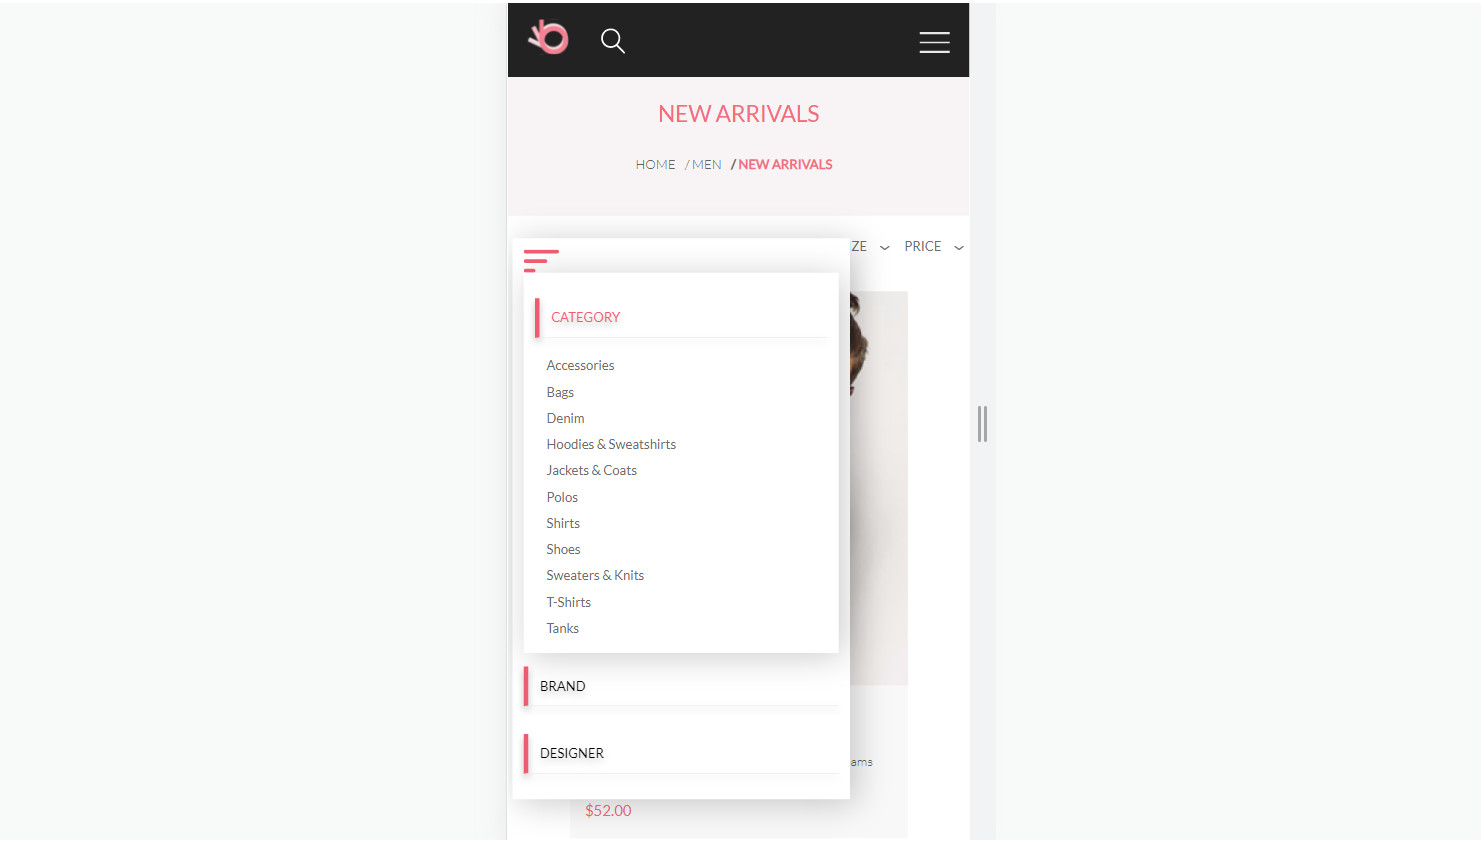 NEW ARRIVALS
HOME / MEN / NEW ARRIVALS
ZE PRICE
CATEGORY
Accessories
Bags
Denim
Hoodies & Sweatshirts
Jackets & Coats
Polos
Shirts
Shoes
Sweaters & Knits
T-Shirts
Tanks
BRAND
DESIGNER
ams
$52.00